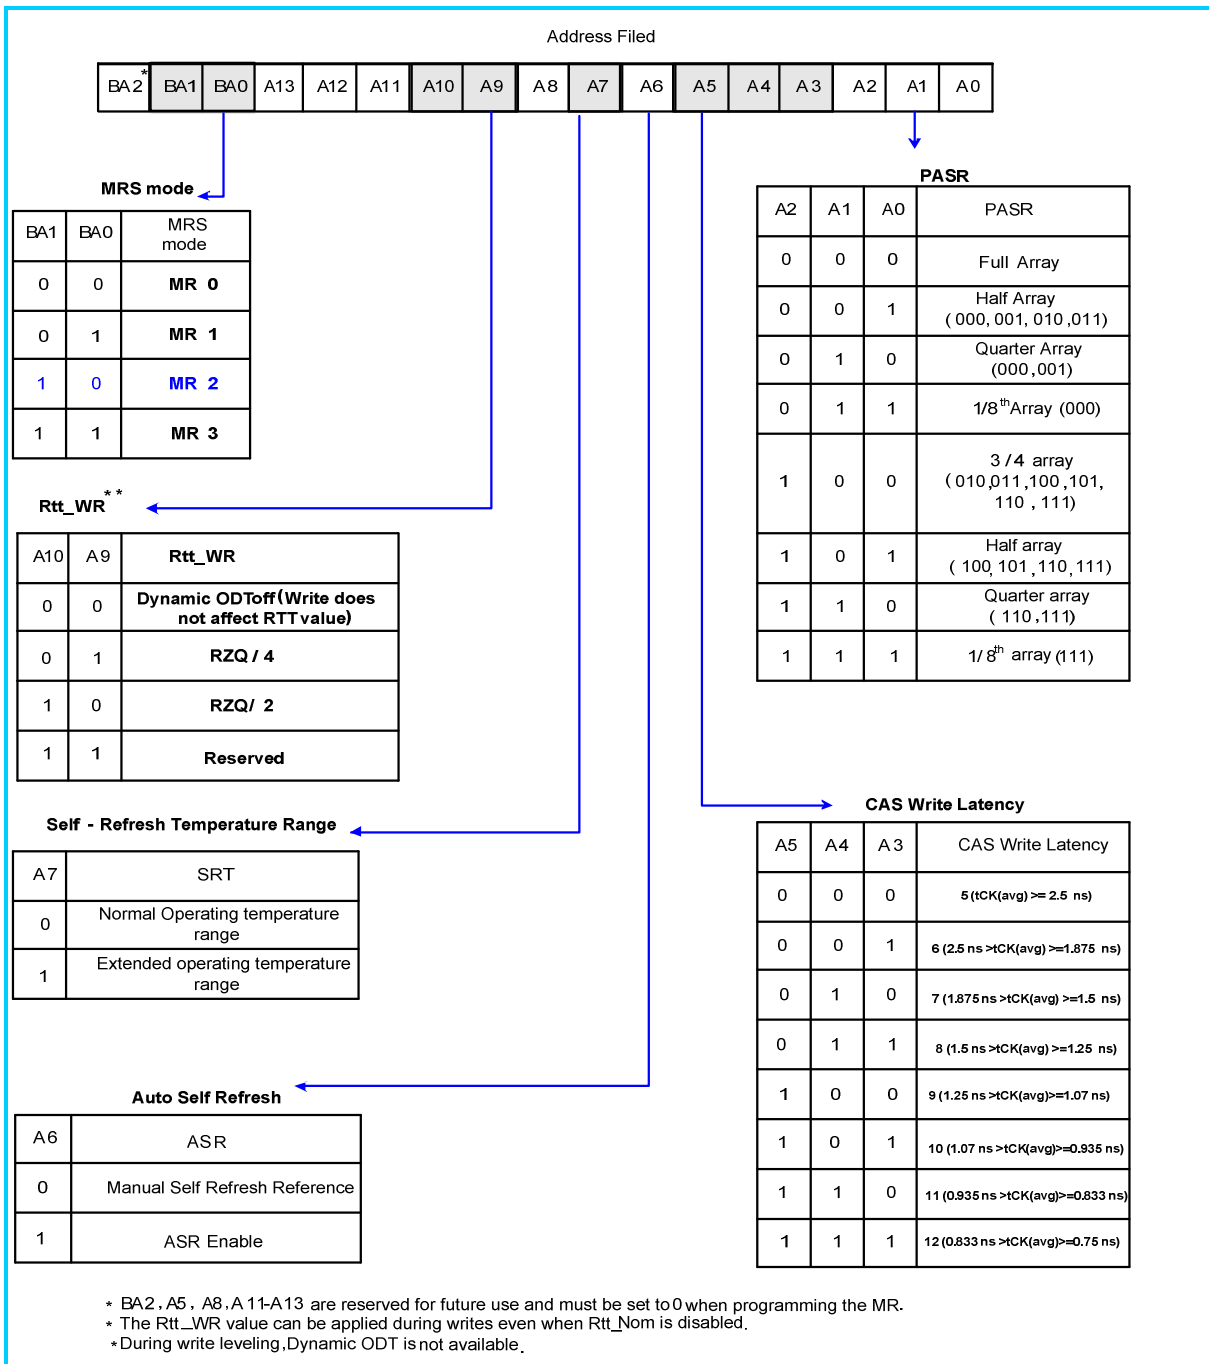 Address Filed
BA2* BA1 BA0 A13 A12 A11 A10 A9 A8 A7 A6 A5 A4 A3 A2 A1 A0
MRS mode
BA1 BA0 MRS mode
0 0 MR 0
0 1 MR 1
1 0 MR 2
1 1 MR 3
Rtt_WR**
A10 A9 Rtt_WR
0 0 Dynamic ODToff(Write does not affect RTT value)
0 1 RZQ / 4
1 0 RZQ/ 2
1 1 Reserved
Self - Refresh Temperature Range
A7 SRT
0 Normal Operating temperature range
1 Extended operating temperature range
Auto Self Refresh
A6 ASR
0 Manual Self Refresh Reference
1 ASR Enable
PASR
A2 A1 A0 PASR
0 0 0 Full Array
0 0 1 Half Array (000,001,010,011)
0 1 0 Quarter Array (000,001)
0 1 1 1/8th Array (000)
1 0 0 3/4 array (010,011,100,101,110,111)
1 0 1 Half array (100,101,110,111)
1 1 0 Quarter array (110,111)
1 1 1 1/8th array (111)
CAS Write Latency
A5 A4 A3 CAS Write Latency
0 0 0 5 (tCK(avg) >= 2.5 ns)
0 0 1 6 (2.5 ns >tCK(avg) >=1.875 ns)
0 1 0 7 (1.875 ns >tCK(avg) >=1.5 ns)
0 1 1 8 (1.5 ns >tCK(avg) >=1.25 ns)
1 0 0 9 (1.25 ns >tCK(avg)>=1.07 ns)
1 0 1 10 (1.07 ns >tCK(avg)>=0.935 ns)
1 1 0 11 (0.935 ns >tCK(avg)>=0.833 ns)
1 1 1 12 (0.833 ns >tCK(avg)>=0.75 ns)
* BA2, A5, A8, A11-A13 are reserved for future use and must be set to 0 when programming the MR.
* The Rtt_WR value can be applied during writes even when Rtt_Nom is disabled.
* During write leveling, Dynamic ODT is not available.